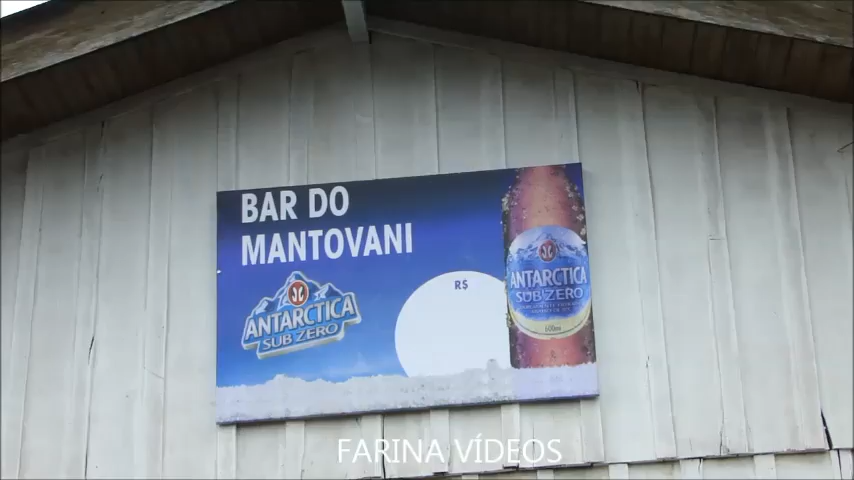 BAR DO
MANTOVANI
ANTARCTICA
SUB ZERO
R$
ANTARCTICA
SUB ZERO
600ml
FARINA VÍDEOS